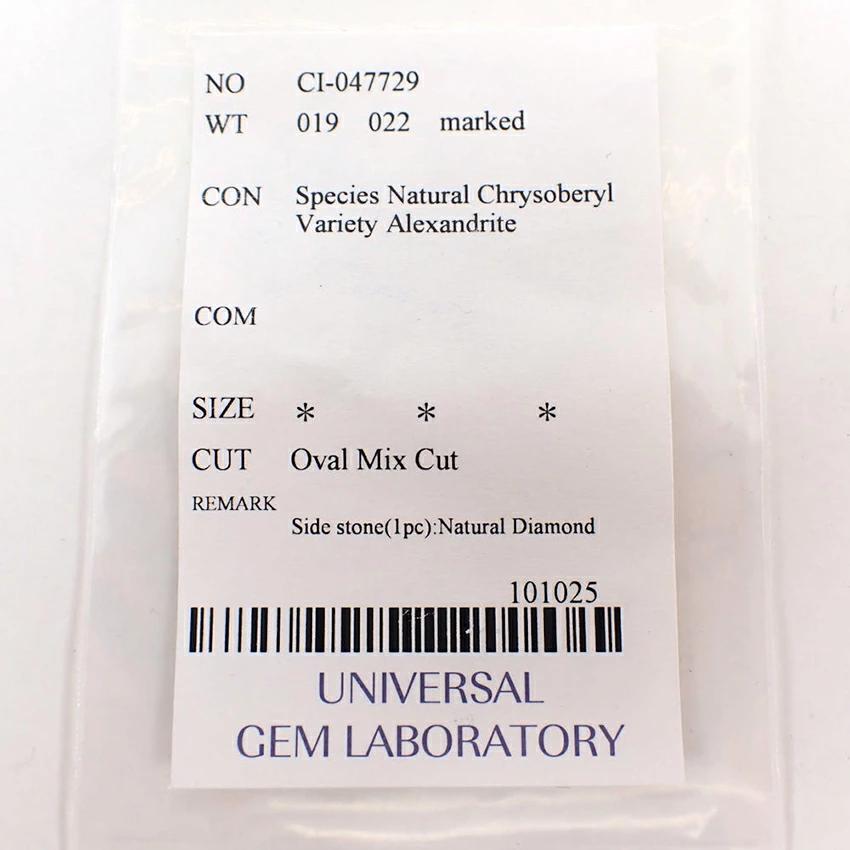 NO CI-047729
WT 019 022 marked
CON Species Natural Chrysoberyl
Variety Alexandrite
COM
SIZE * * *
CUT Oval Mix Cut
REMARK
Side stone(1pc):Natural Diamond
101025
UNIVERSAL
GEM LABORATORY